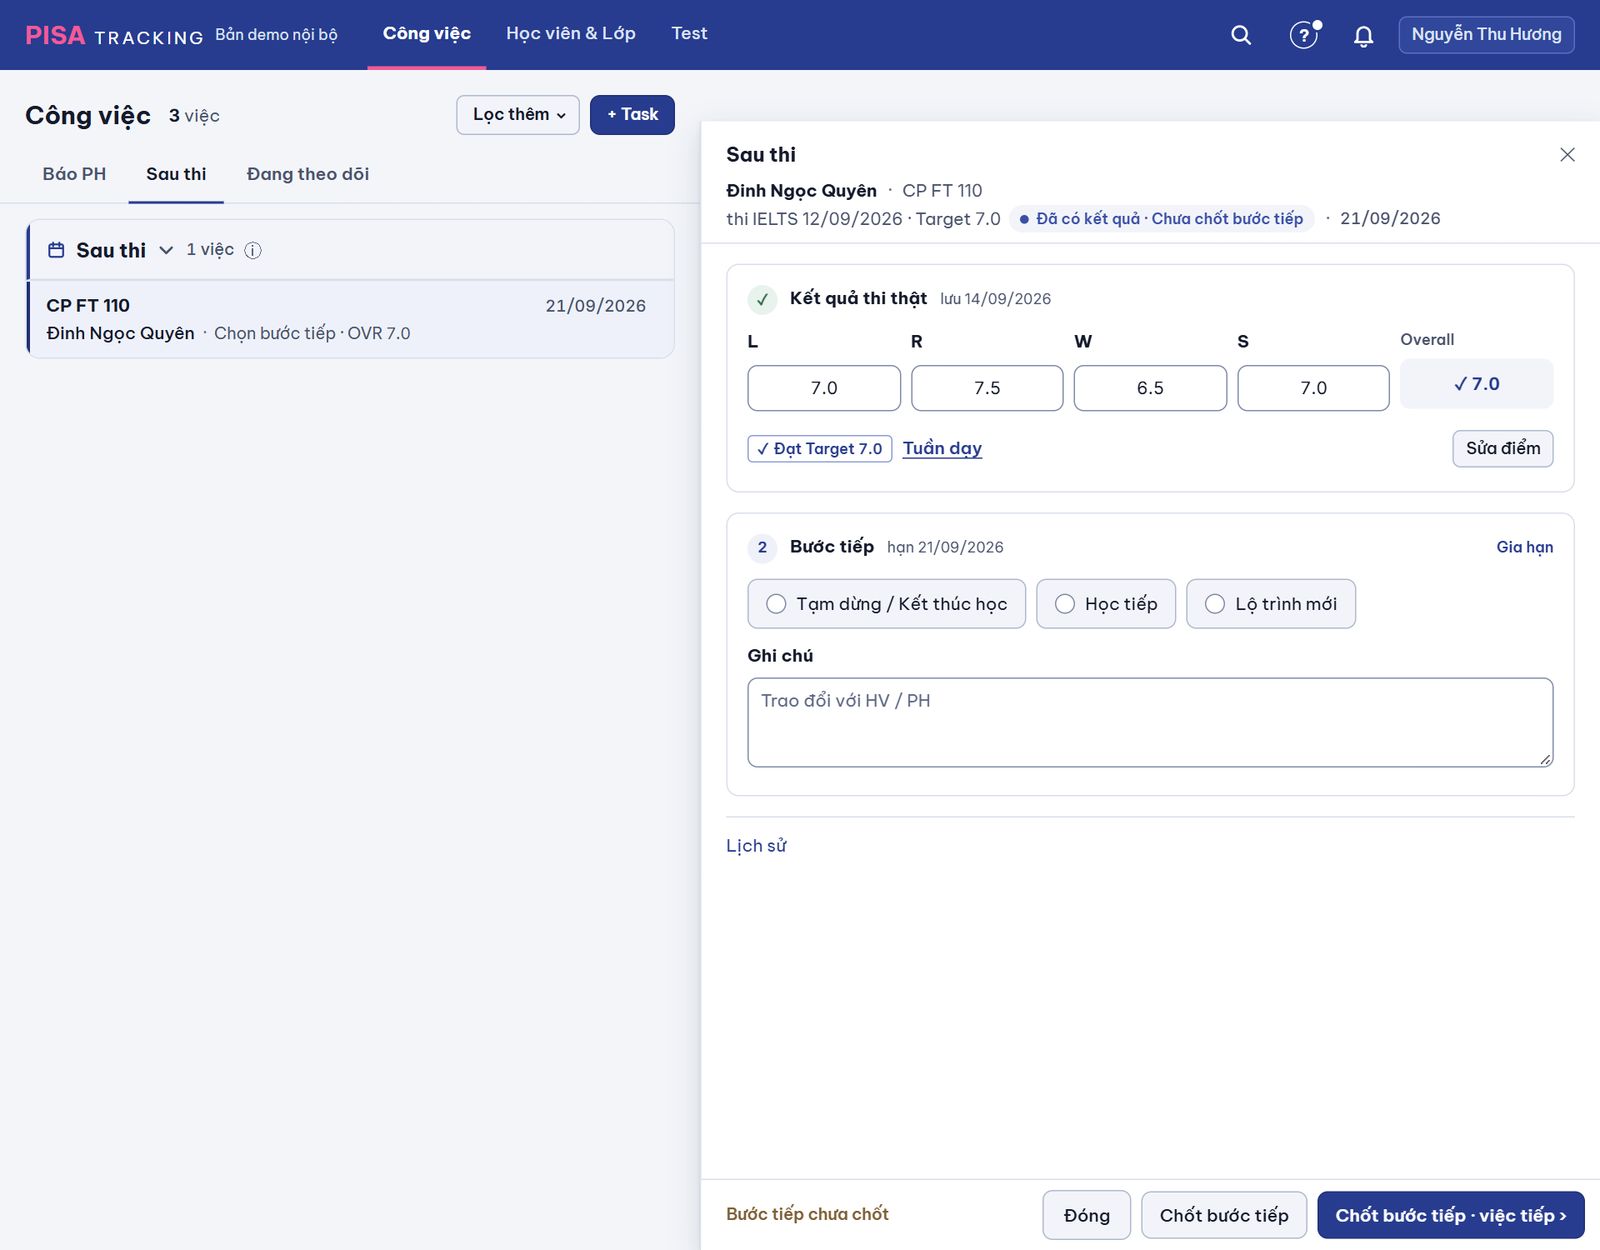 PISA TRACKING Bản demo nội bộ Công việc Học viên & Lớp Test ? Nguyễn Thu Hương
Công việc 3 việc Lọc thêm + Task
Báo PH Sau thi Đang theo dõi
Sau thi 1 việc
CP FT 110 21/09/2026
Đinh Ngọc Quyên · Chọn bước tiếp · OVR 7.0
Sau thi
Đinh Ngọc Quyên · CP FT 110
thi IELTS 12/09/2026 · Target 7.0 Đã có kết quả · Chưa chốt bước tiếp · 21/09/2026
✓ Kết quả thi thật lưu 14/09/2026
L R W S Overall
7.0 7.5 6.5 7.0 ✓ 7.0
✓ Đạt Target 7.0 Tuần dạy Sửa điểm
2 Bước tiếp hạn 21/09/2026 Gia hạn
Tạm dừng / Kết thúc học Học tiếp Lộ trình mới
Ghi chú
Trao đổi với HV / PH
Lịch sử
Bước tiếp chưa chốt Đóng Chốt bước tiếp Chốt bước tiếp · việc tiếp ›